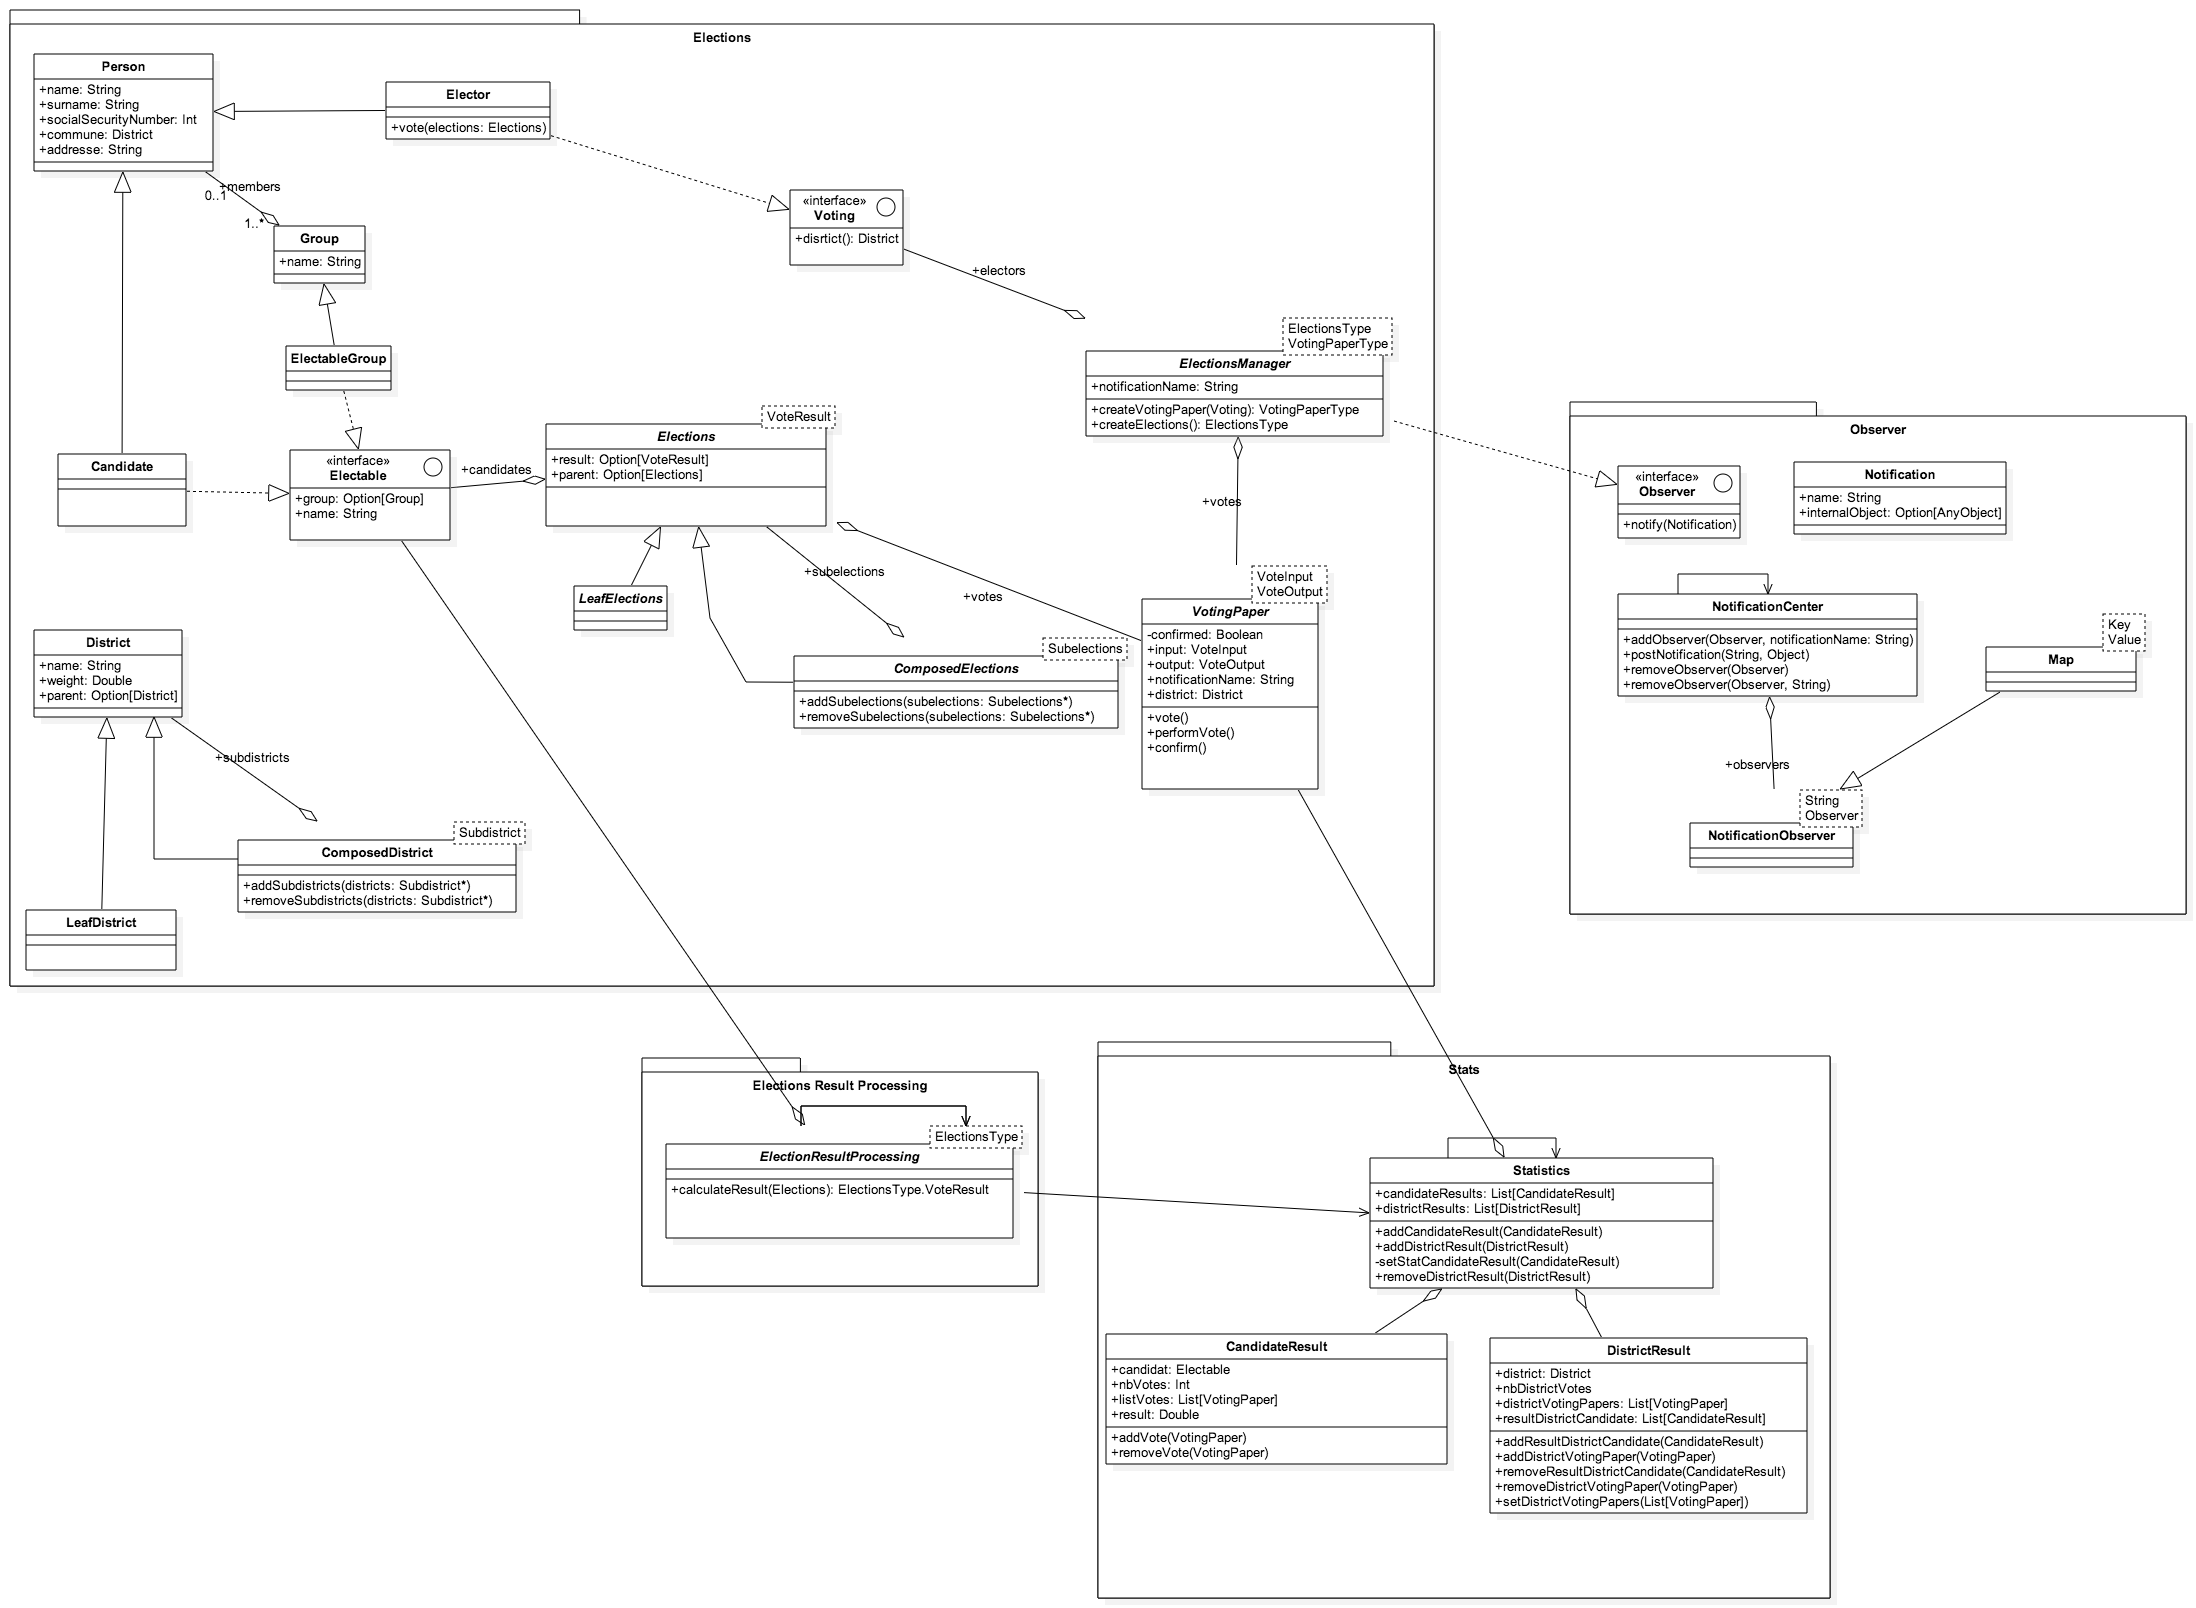 Elections
Person
+name: String
+surname: String
+socialSecurityNumber: Int
+commune: District
+addresse: String
Elector
+vote(elections: Elections)
+members
0..1
1..*
Group
+name: String
«interface»
Voting
+disrtict(): District
+electors
ElectableGroup
ElectionsType
VotingPaperType
ElectionsManager
+notificationName: String
+createVotingPaper(Voting): VotingPaperType
+createElections(): ElectionsType
Candidate
«interface»
Electable
+group: Option[Group]
+name: String
+candidates
VoteResult
Elections
+result: Option[VoteResult]
+parent: Option[Elections]
+votes
LeafElections
+subelections
+votes
Subelections
ComposedElections
+addSubelections(subelections: Subelections*)
+removeSubelections(subelections: Subelections*)
VoteInput
VoteOutput
VotingPaper
-confirmed: Boolean
+input: VoteInput
+output: VoteOutput
+notificationName: String
+district: District
+vote()
+performVote()
+confirm()
District
+name: String
+weight: Double
+parent: Option[District]
+subdistricts
Subdistrict
ComposedDistrict
+addSubdistricts(districts: Subdistrict*)
+removeSubdistricts(districts: Subdistrict*)
LeafDistrict
Observer
«interface»
Observer
+notify(Notification)
Notification
+name: String
+internalObject: Option[AnyObject]
NotificationCenter
+addObserver(Observer, notificationName: String)
+postNotification(String, Object)
+removeObserver(Observer)
+removeObserver(Observer, String)
Key
Value
Map
+observers
String
Observer
NotificationObserver
Elections Result Processing
ElectionsType
ElectionResultProcessing
+calculateResult(Elections): ElectionsType.VoteResult
Stats
Statistics
+candidateResults: List[CandidateResult]
+districtResults: List[DistrictResult]
+addCandidateResult(CandidateResult)
+addDistrictResult(DistrictResult)
-setStatCandidateResult(CandidateResult)
+removeDistrictResult(DistrictResult)
CandidateResult
+candidat: Electable
+nbVotes: Int
+listVotes: List[VotingPaper]
+result: Double
+addVote(VotingPaper)
+removeVote(VotingPaper)
DistrictResult
+district: District
+nbDistrictVotes
+districtVotingPapers: List[VotingPaper]
+resultDistrictCandidate: List[CandidateResult]
+addResultDistrictCandidate(CandidateResult)
+addDistrictVotingPaper(VotingPaper)
+removeResultDistrictCandidate(CandidateResult)
+removeDistrictVotingPaper(VotingPaper)
+setDistrictVotingPapers(List[VotingPaper])